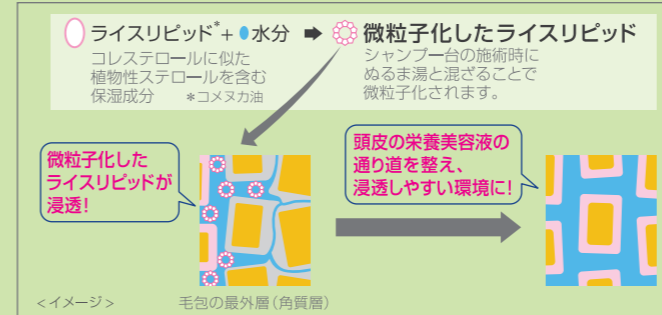 ライスリピッド*+水分➡微粒子化したライスリピッド
コレステロールに似た
植物性ステロールを含む
保湿成分 *コメヌカ油
シャンプー台の施術時に
ぬるま湯と混ざることで
微粒子化されます。
微粒子化した
ライスリピッドが
浸透!
頭皮の栄養美容液の
通り道を整え、
浸透しやすい環境に!
<イメージ>
毛包の最外層(角質層)